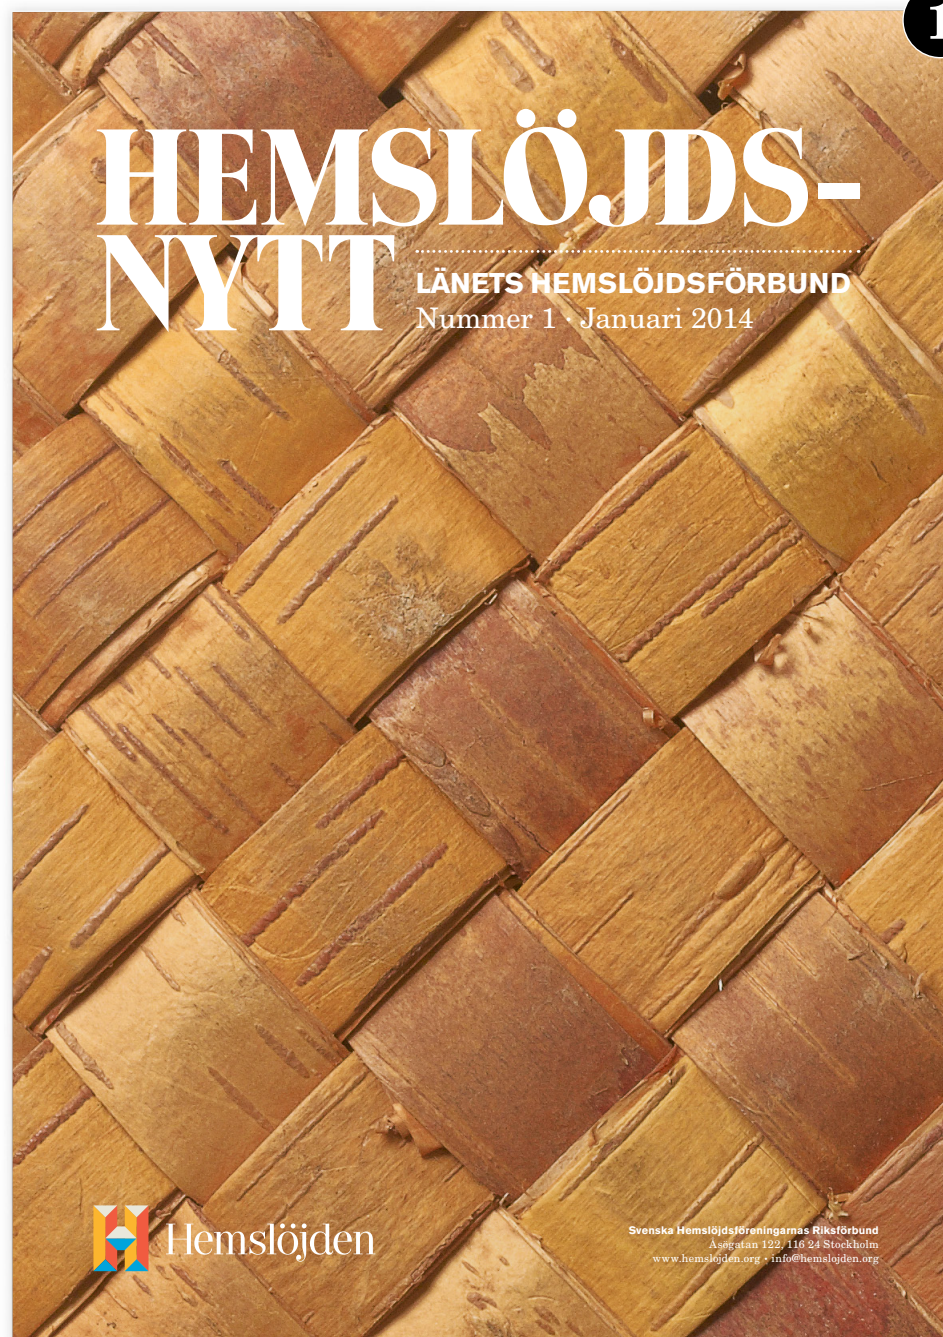 1
HEMSLÖJDS-
NYTT
LÄNETS HEMSLÖJDSFÖRBUND
Nummer 1 · Januari 2014
Hemslöjden
Svenska Hemslöjdsföreningarnas Riksförbund
Åsögatan 122, 116 24 Stockholm
www.hemslojden.org • info@hemslojden.org